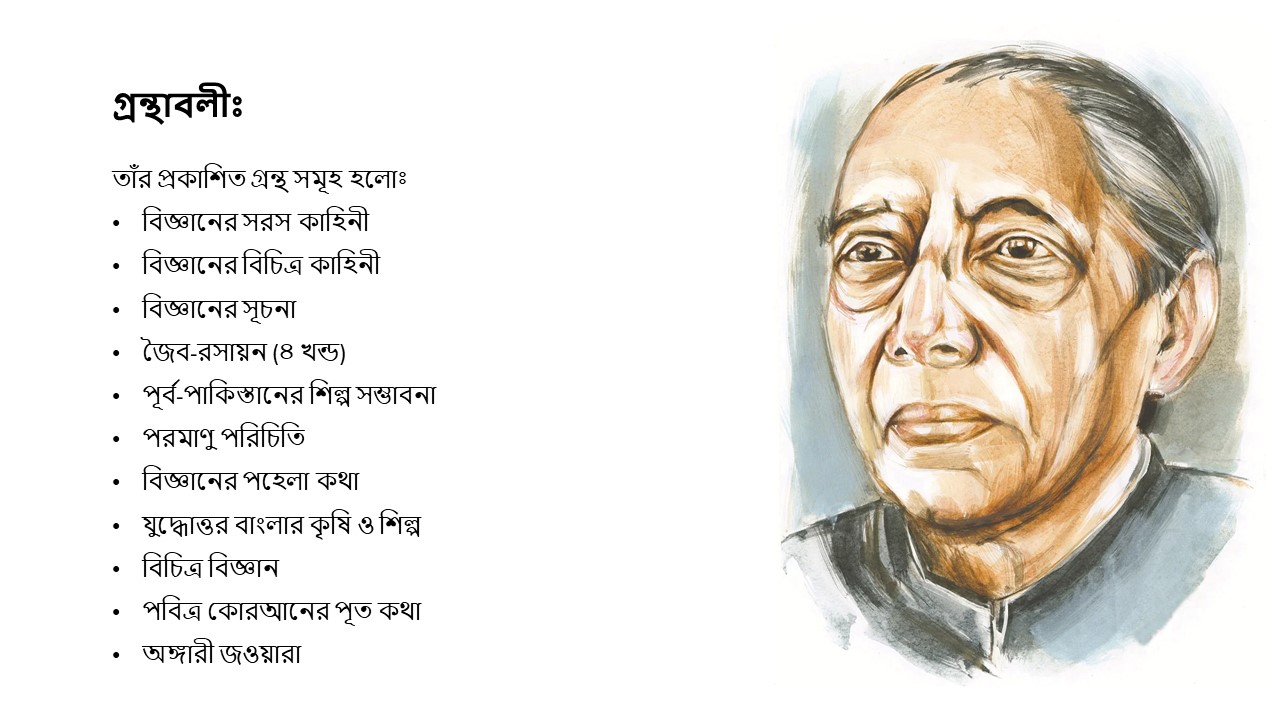 গ্রন্থাবলীঃ
তাঁর প্রকাশিত গ্রন্থ সমূহ হলোঃ
• বিজ্ঞানের সরস কাহিনী
• বিজ্ঞানের বিচিত্র কাহিনী
• বিজ্ঞানের সূচনা
• জৈব-রসায়ন (৪ খন্ড)
• পূর্ব-পাকিস্তানের শিল্প সম্ভাবনা
• পরমাণু পরিচিতি
• বিজ্ঞানের পহেলা কথা
• যুদ্ধোত্তর বাংলার কৃষি ও শিল্প
• বিচিত্র বিজ্ঞান
• পবিত্র কোরআনের পূত কথা
• অঙ্গারী জওয়ারা